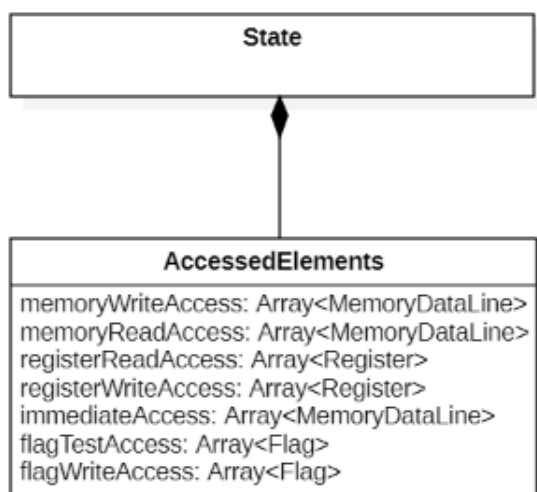 State
AccessedElements
memoryWriteAccess: Array<MemoryDataLine>
memoryReadAccess: Array<MemoryDataLine>
registerReadAccess: Array<Register>
registerWriteAccess: Array<Register>
immediateAccess: Array<MemoryDataLine>
flagTestAccess: Array<Flag>
flagWriteAccess: Array<Flag>